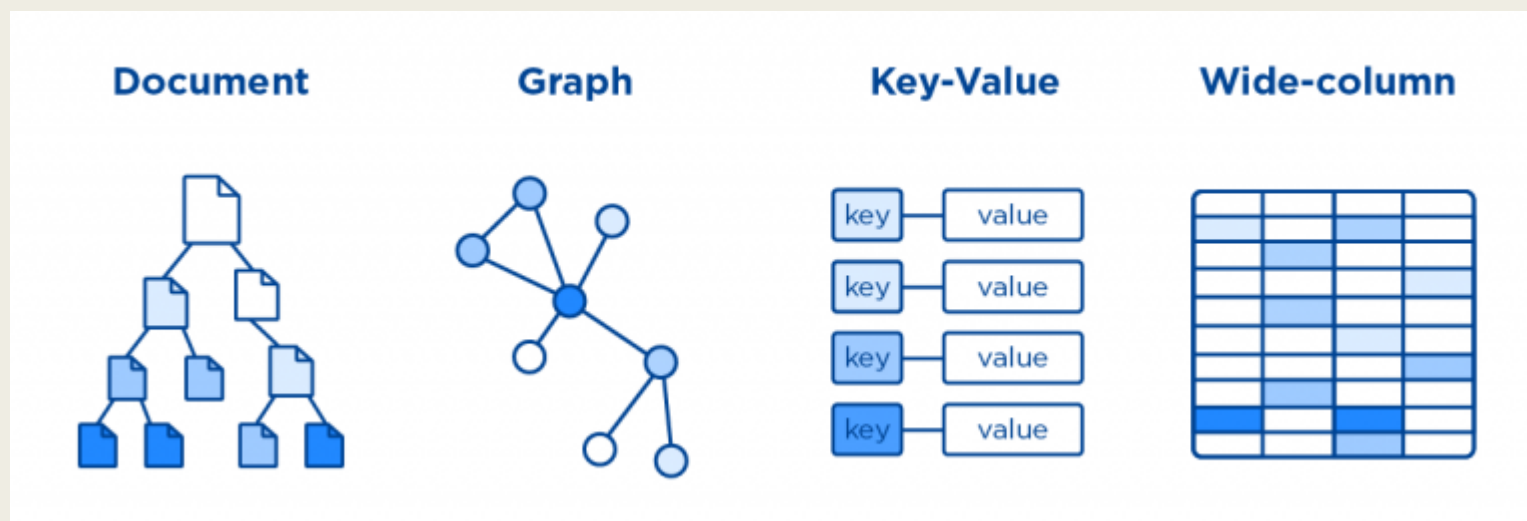 Document
Graph
Key-Value
Wide-column
key value
key value
key value
key value